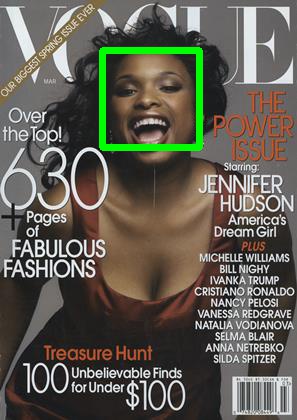 VOGUE
OUR BIGGEST SPRING ISSUE EVER
MAR
Over
the Top!
630
+Pages
of
FABULOUS
FASHIONS
THE
POWER
ISSUE
Starring:
JENNIFER
HUDSON
America's
Dream Girl
PLUS
MICHELLE WILLIAMS
BILL NIGHY
IVANKA TRUMP
CRISTIANO RONALDO
NANCY PELOSI
VANESSA REDGRAVE
NATALIA VODIANOVA
SELMA BLAIR
ANNA NETREBKO
SILDA SPITZER
Treasure Hunt
100 Unbelievable Finds
for Under $100